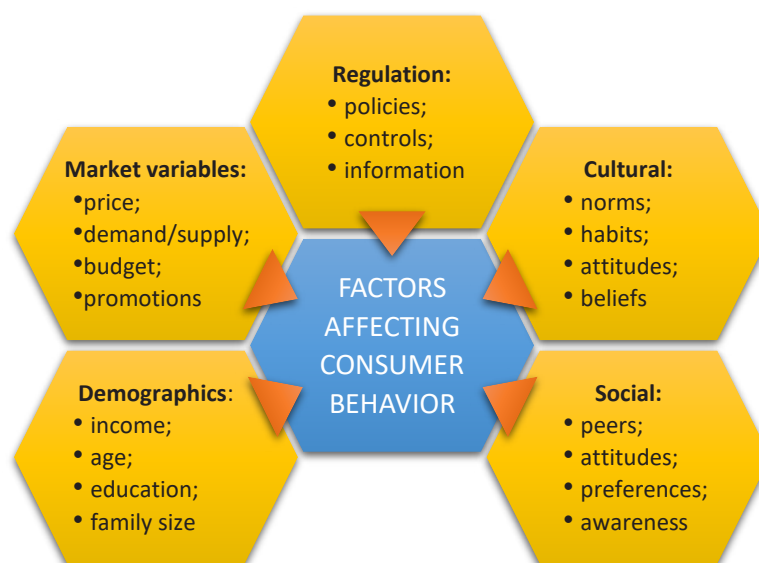 Regulation:
• policies;
• controls;
• information
Market variables:
•price;
•demand/supply;
•budget;
•promotions
Cultural:
• norms;
• habits;
• attitudes;
• beliefs
FACTORS
AFFECTING
CONSUMER
BEHAVIOR
Demographics:
• income;
• age;
• education;
• family size
Social:
• peers;
• attitudes;
• preferences;
• awareness